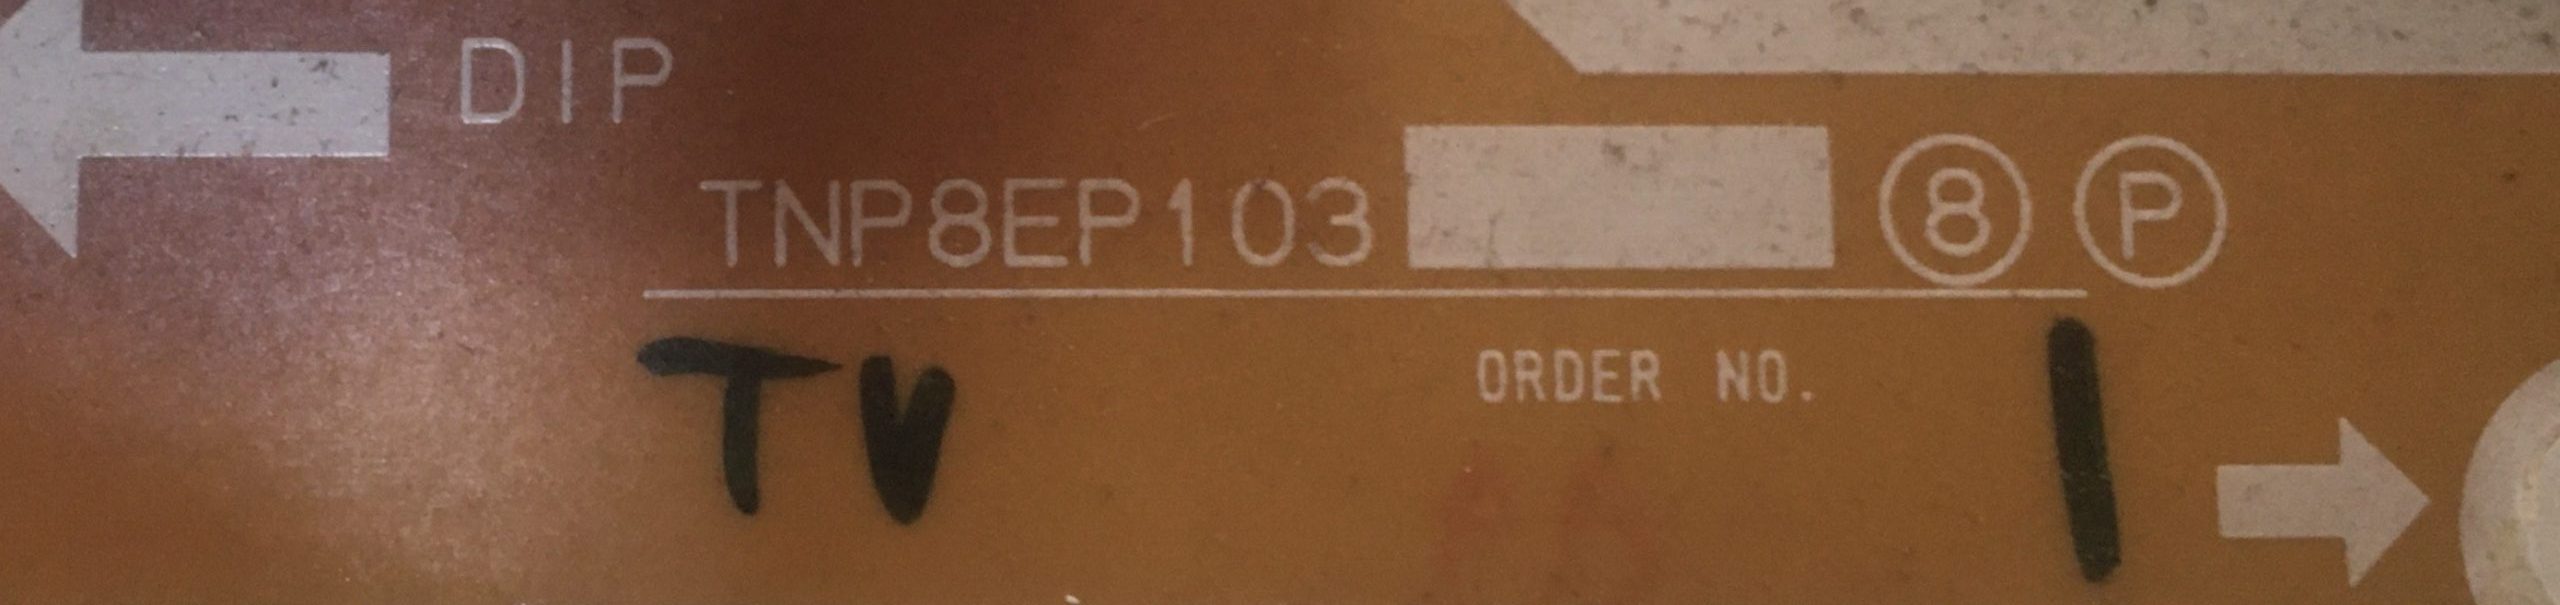 DIP
TNP8EP103 8 P
TV
ORDER NO.
1